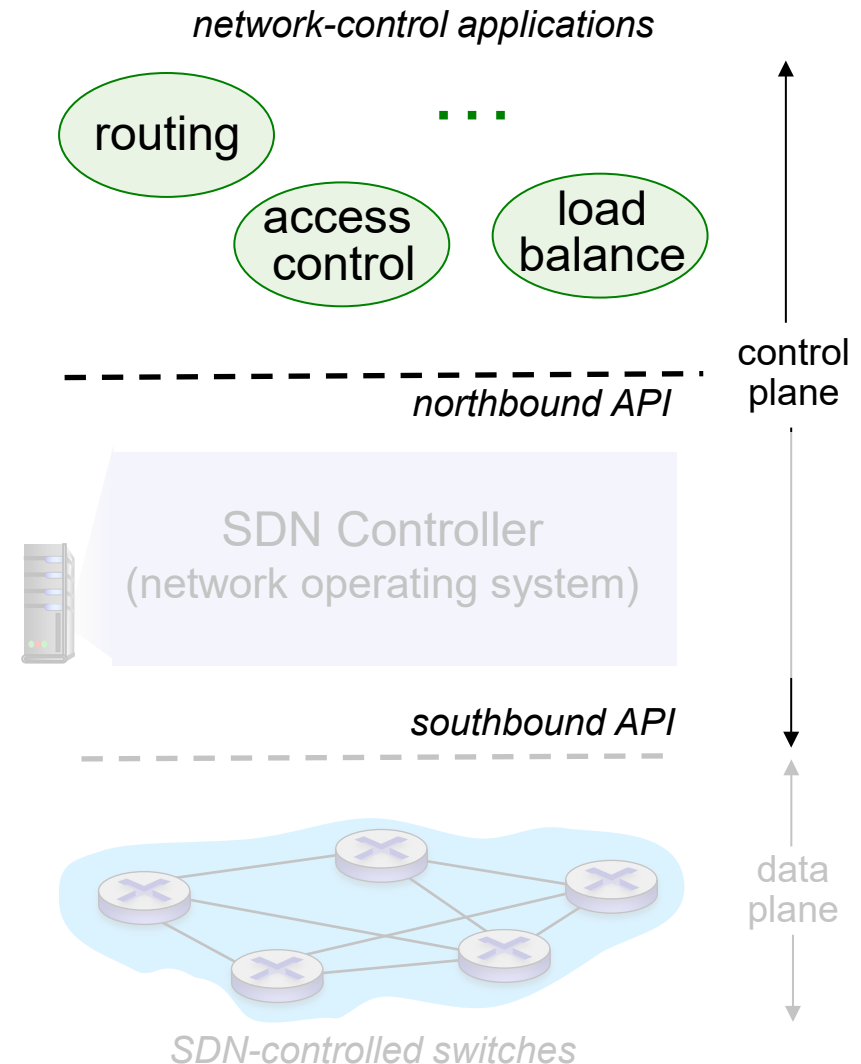 network-control applications
routing
...
access
control
load
balance
control
plane
northbound API
SDN Controller
(network operating system)
southbound API
data
plane
SDN-controlled switches